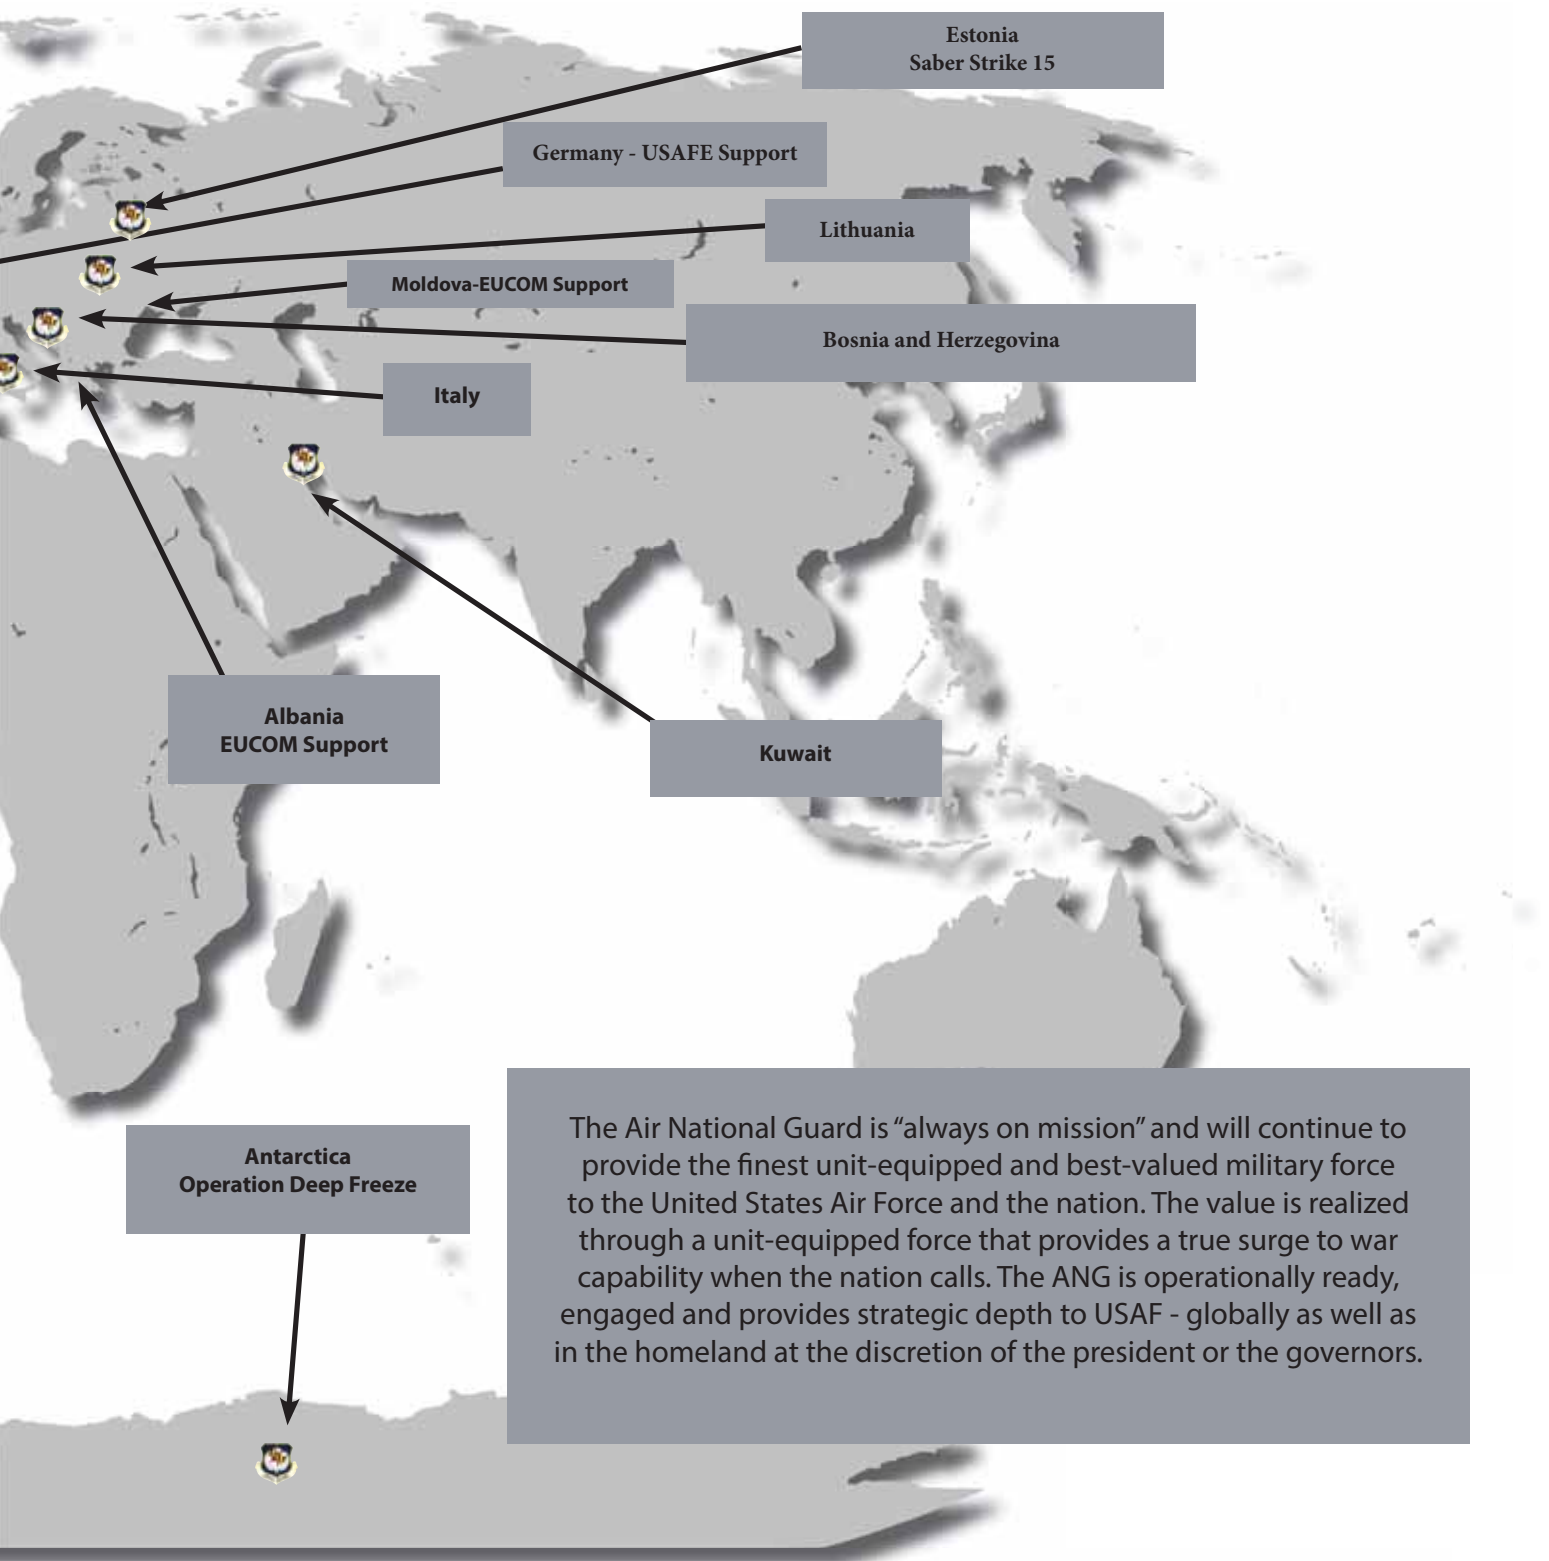 Estonia
Saber Strike 15
Germany - USAFE Support
Lithuania
Moldova-EUCOM Support
Bosnia and Herzegovina
Italy
Albania
EUCOM Support
Kuwait
Antarctica
Operation Deep Freeze
The Air National Guard is “always on mission” and will continue to
provide the finest unit-equipped and best-valued military force
to the United States Air Force and the nation. The value is realized
through a unit-equipped force that provides a true surge to war
capability when the nation calls. The ANG is operationally ready,
engaged and provides strategic depth to USAF - globally as well as
in the homeland at the discretion of the president or the governors.